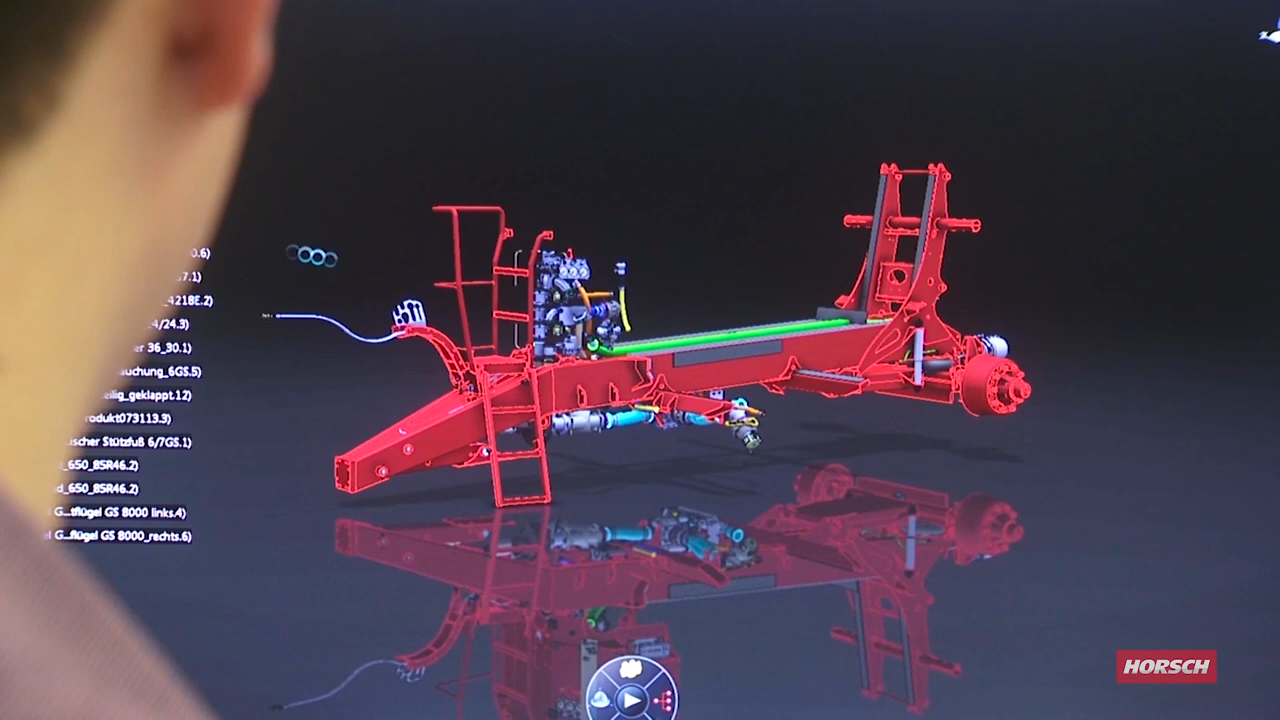 0.6)
7.1)
4218E.2)
4/24.3)
er 36_30.1)
auchung_6GS.5)
eilig_geklappt.12)
rodukt073113.3)
ischer Stützfuß 6/7GS.1)
_650_85R46.2)
d_650_85R46.2)
G...tflügel GS 8000 links.4)
G...flügel GS 8000_rechts.6)
HORSCH